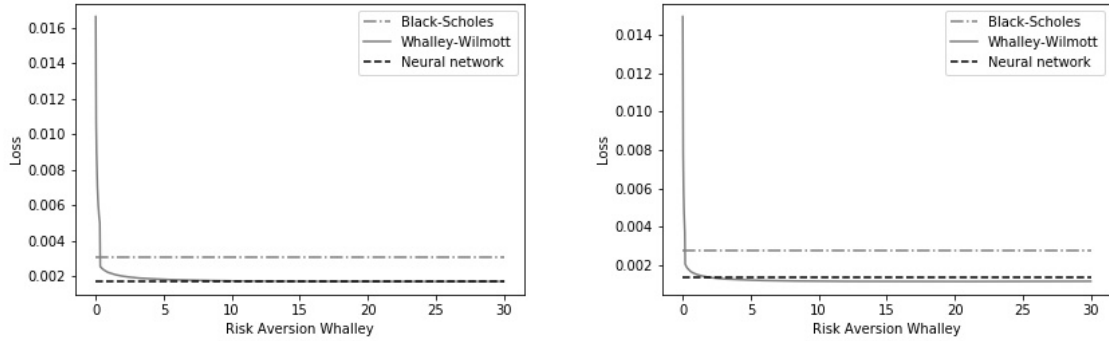 0.016
0.014
0.012
0.010
0.008
0.006
0.004
0.002
Loss
0 5 10 15 20 25 30
Risk Aversion Whalley
Black-Scholes
Whalley-Wilmott
Neural network
0.014
0.012
0.010
0.008
0.006
0.004
0.002
Loss
0 5 10 15 20 25 30
Risk Aversion Whalley
Black-Scholes
Whalley-Wilmott
Neural network